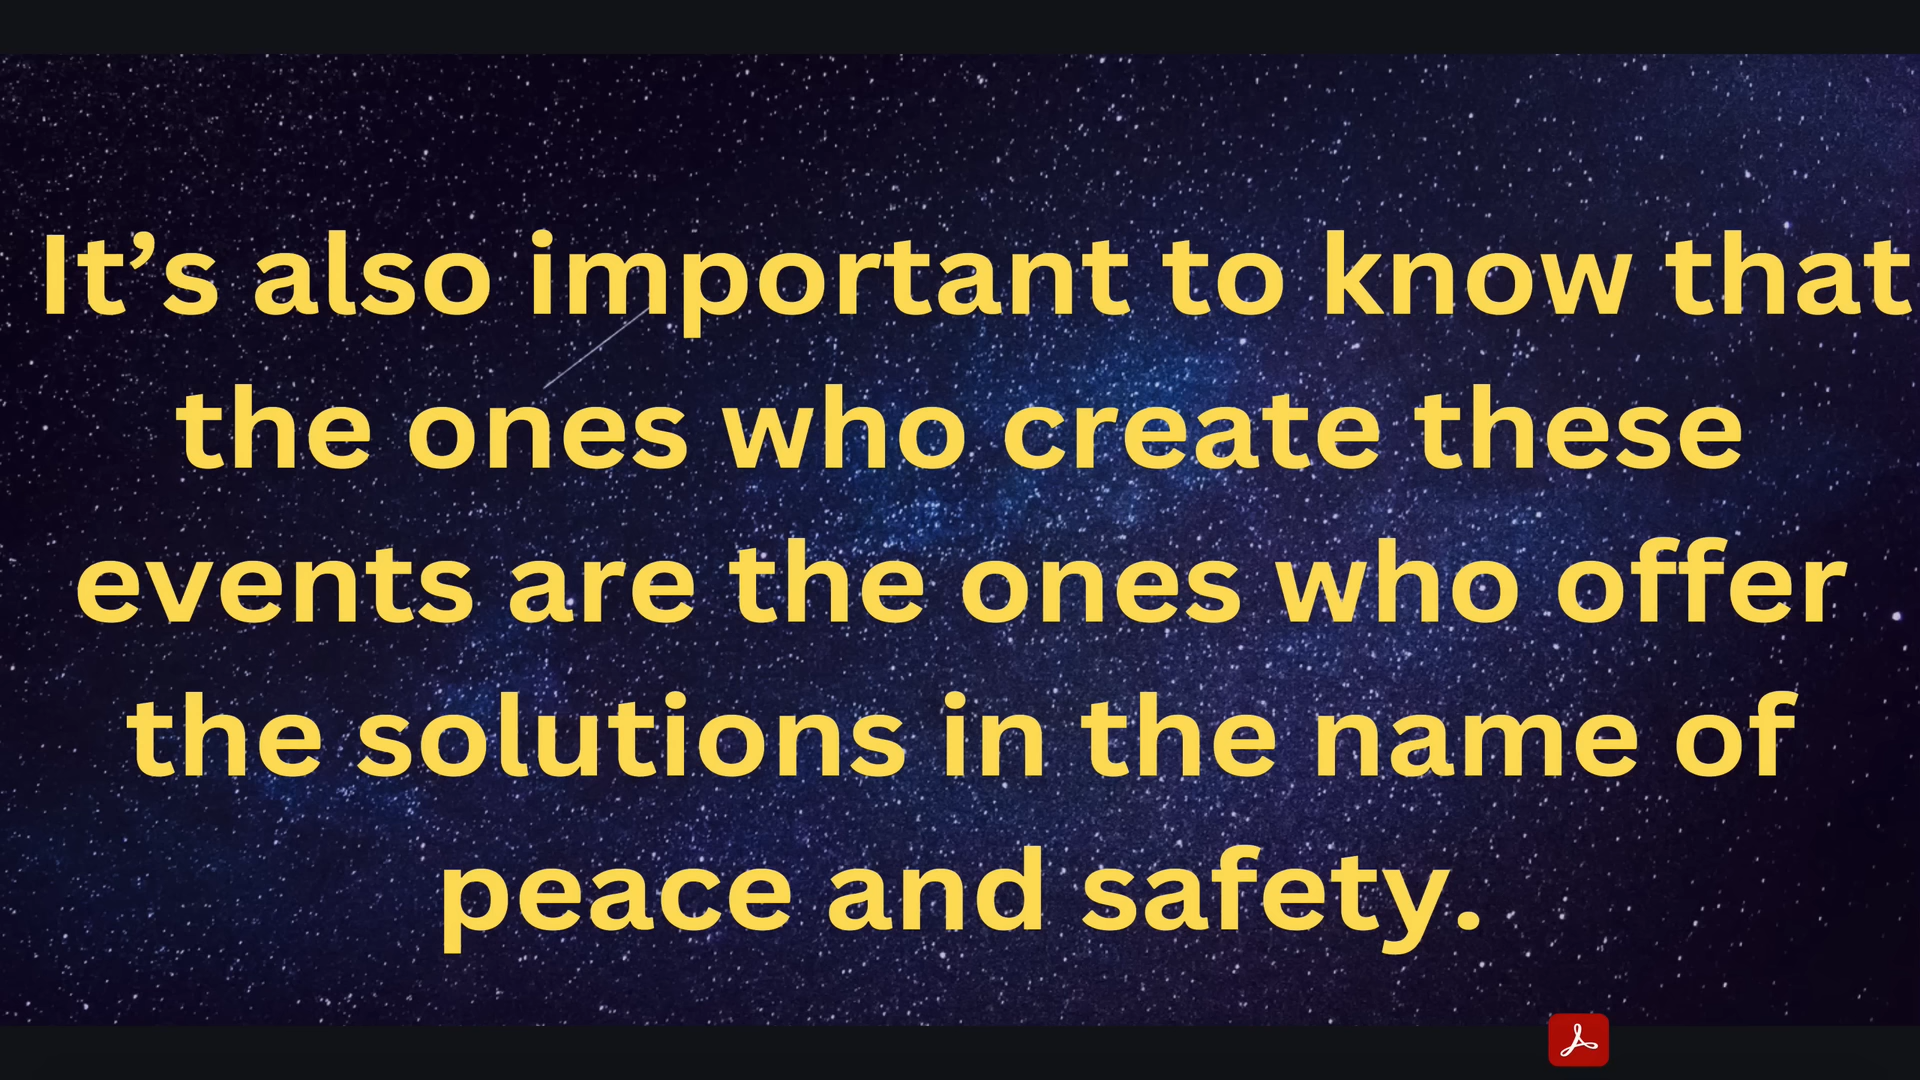 It’s also important to know that
the ones who create these
events are the ones who offer
the solutions in the name of
peace and safety.